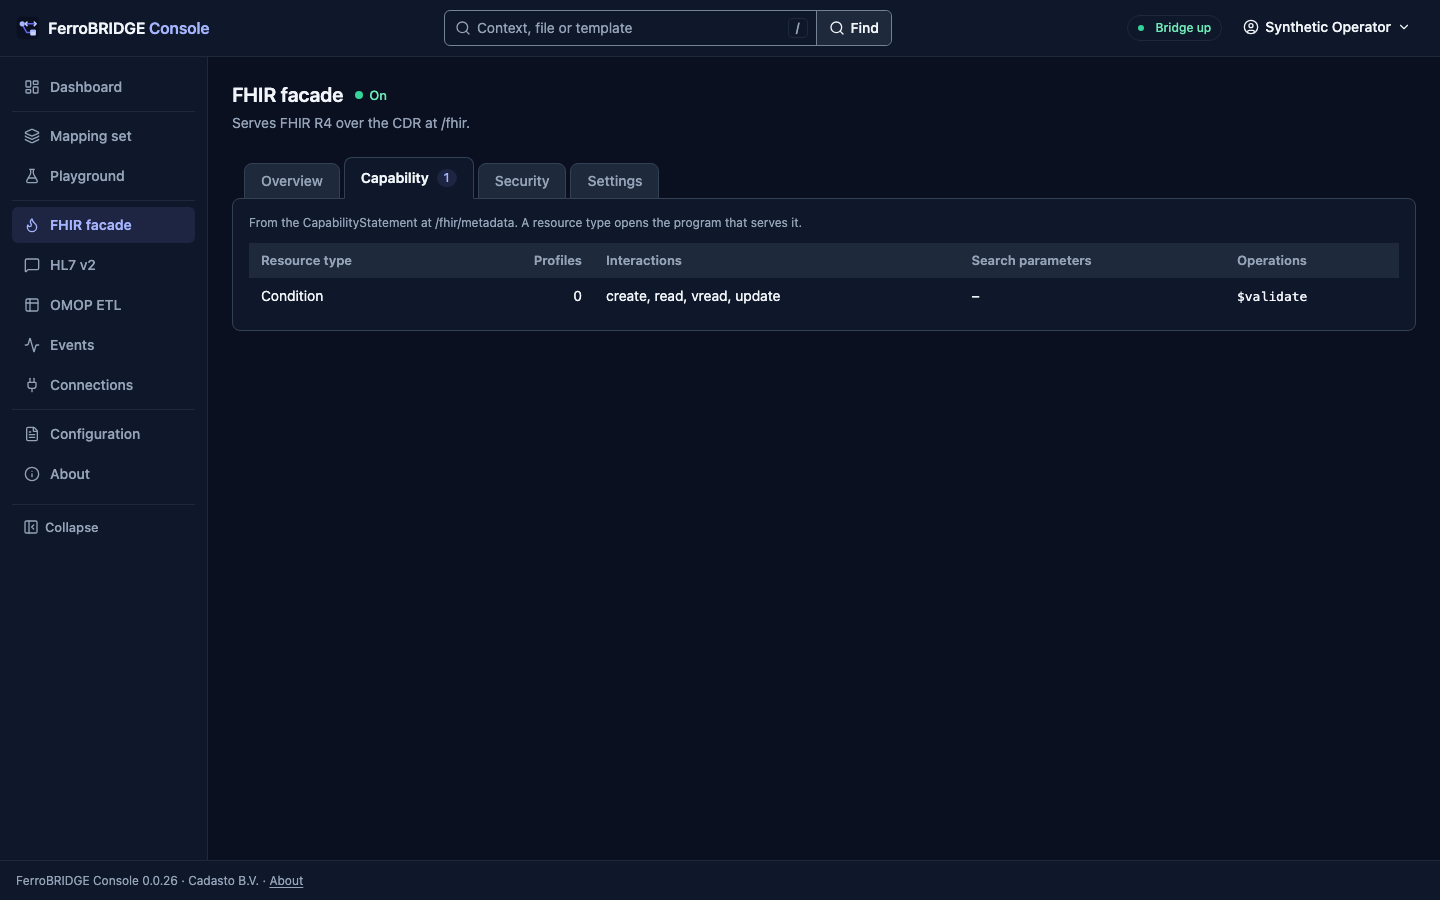 FerroBRIDGE Console
Context, file or template
/
Find
Bridge up
Synthetic Operator
Dashboard
Mapping set
Playground
FHIR facade
HL7 v2
OMOP ETL
Events
Connections
Configuration
About
Collapse
FHIR facade On
Serves FHIR R4 over the CDR at /fhir.
Overview Capability 1 Security Settings
From the CapabilityStatement at /fhir/metadata. A resource type opens the program that serves it.
Resource type Profiles Interactions Search parameters Operations
Condition 0 create, read, vread, update – $validate
FerroBRIDGE Console 0.0.26 · Cadasto B.V. · About